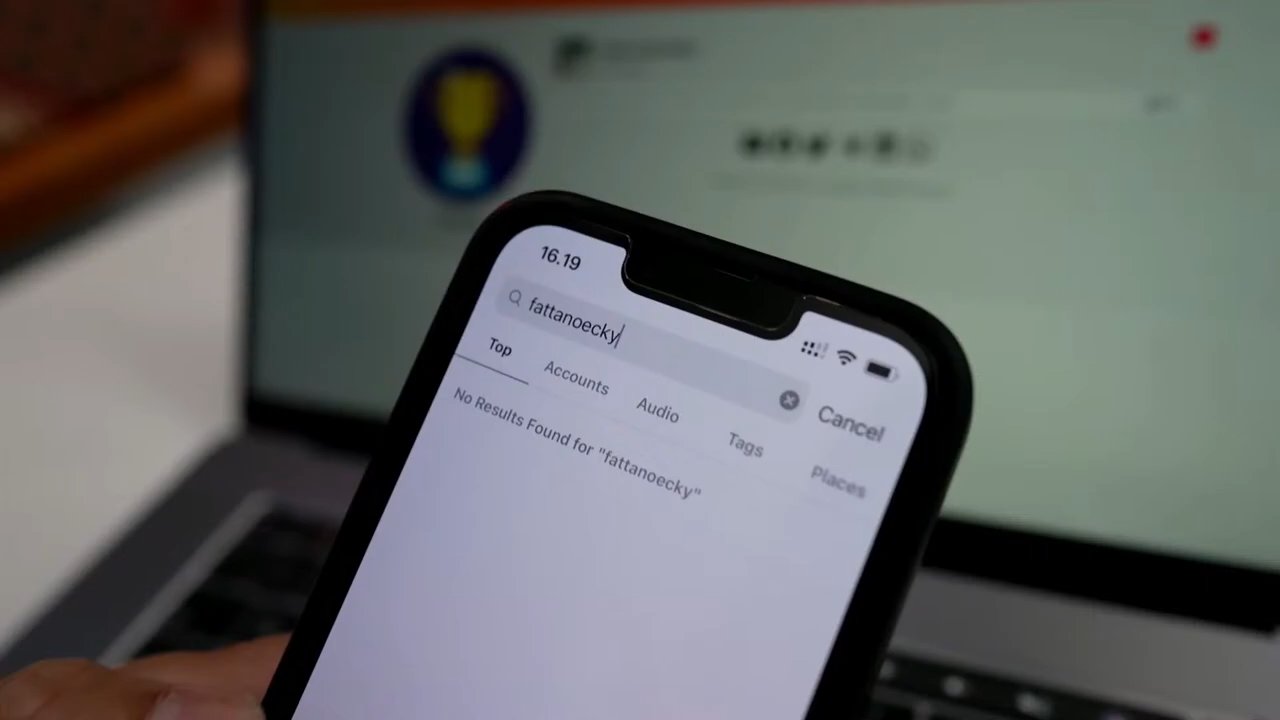 16.19
fattanoecky
Cancel
Top Accounts Audio Tags Places
No Results Found for "fattanoecky"